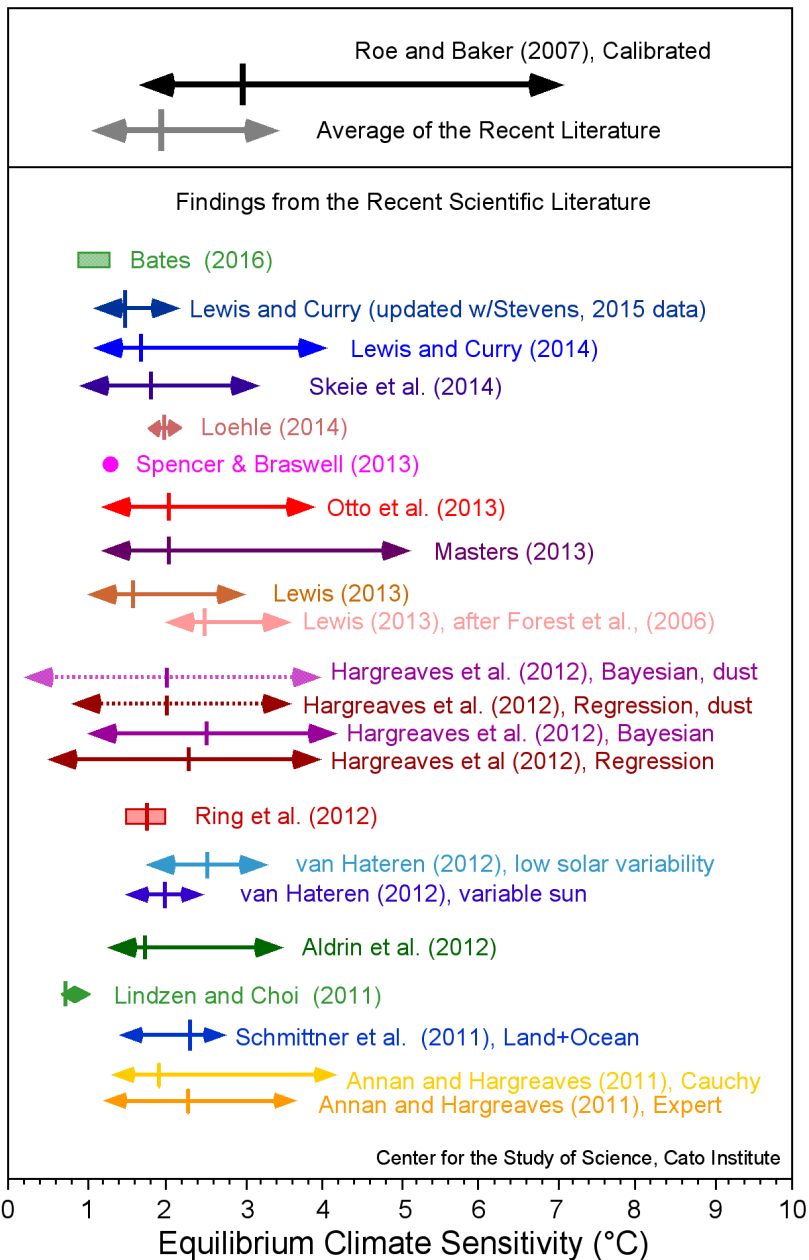 Roe and Baker (2007), Calibrated
Average of the Recent Literature
Findings from the Recent Scientific Literature
Bates (2016)
Lewis and Curry (updated w/Stevens, 2015 data)
Lewis and Curry (2014)
Skeie et al. (2014)
Loehle (2014)
Spencer & Braswell (2013)
Otto et al. (2013)
Masters (2013)
Lewis (2013)
Lewis (2013), after Forest et al., (2006)
Hargreaves et al. (2012), Bayesian, dust
Hargreaves et al. (2012), Regression, dust
Hargreaves et al. (2012), Bayesian
Hargreaves et al (2012), Regression
Ring et al. (2012)
van Hateren (2012), low solar variability
van Hateren (2012), variable sun
Aldrin et al. (2012)
Lindzen and Choi (2011)
Schmittner et al. (2011), Land+Ocean
Annan and Hargreaves (2011), Cauchy
Annan and Hargreaves (2011), Expert
Center for the Study of Science, Cato Institute
0 1 2 3 4 5 6 7 8 9 10
Equilibrium Climate Sensitivity (°C)